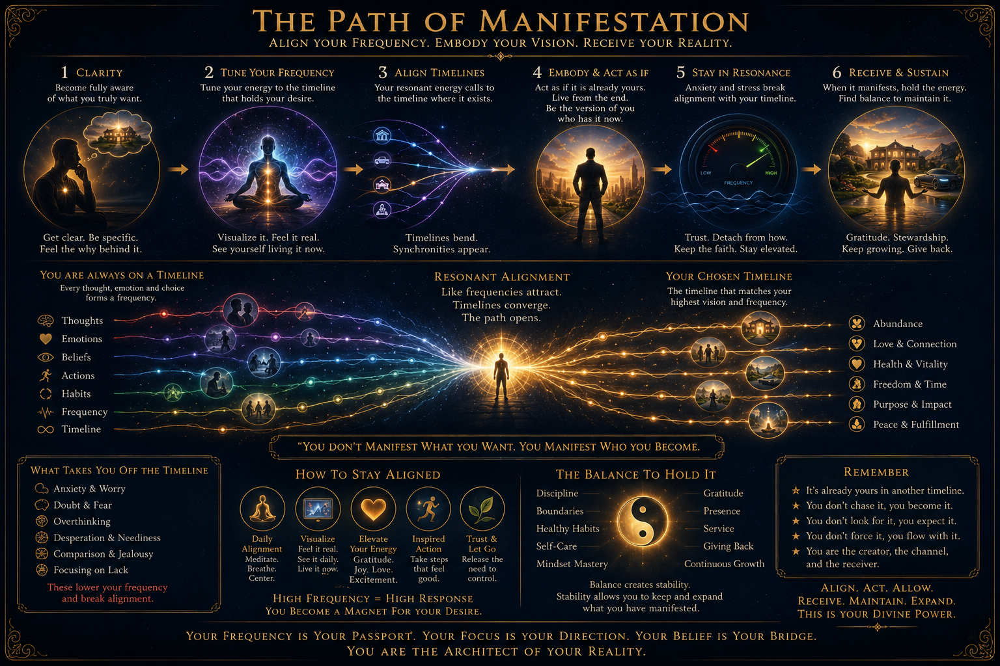 THE PATH OF MANIFESTATION
ALIGN YOUR FREQUENCY. EMBODY YOUR VISION. RECEIVE YOUR REALITY.
1 CLARITY
Become fully aware
of what you truly want.
Get clear. Be specific.
Feel the why behind it.
2 TUNE YOUR FREQUENCY
Tune your energy to the timeline
that holds your desire.
Visualize it. Feel it real.
See yourself living it now.
3 ALIGN TIMELINES
Your resonant energy calls to
the timeline where it exists.
Timelines bend.
Synchronities appear.
4 EMBODY & ACT AS IF
Act as if it is already yours.
Live from the end.
Be the version of you
who has it now.
5 STAY IN RESONANCE
Anxiety and stress break
alignment with your timeline.
LOW
HIGH
FREQUENCY
Trust. Detach from how.
Keep the faith. Stay elevated.
6 RECEIVE & SUSTAIN
When it manifests, hold the energy.
Find balance to maintain it.
Gratitude. Stewardship.
Keep growing. Give back.
YOU ARE ALWAYS ON A TIMELINE
Every thought, emotion and choice
forms a frequency.
Thoughts
Emotions
Beliefs
Actions
Habits
Frequency
Timeline
RESONANT ALIGNMENT
Like frequencies attract.
Timelines converge.
The path opens.
YOUR CHOSEN TIMELINE
The timeline that matches your
highest vision and frequency.
Abundance
Love & Connection
Health & Vitality
Freedom & Time
Purpose & Impact
Peace & Fulfillment
“YOU DON'T MANIFEST WHAT YOU WANT. YOU MANIFEST WHO YOU BECOME.
WHAT TAKES YOU OFF THE TIMELINE
Anxiety & Worry
Doubt & Fear
Overthinking
Desperation & Neediness
Comparison & Jealousy
Focusing on Lack
These lower your frequency
and break alignment.
HOW TO STAY ALIGNED
Daily
Alignment
Meditate.
Breathe.
Center.
Visualize
Feel it real.
See it daily.
Live it now.
Elevate
Your Energy
Gratitude.
Joy. Love.
Excitement.
Inspired
Action
Take steps
that feel
good.
Trust &
Let Go
Release the
need to
control.
HIGH FREQUENCY = HIGH RESPONSE
YOU BECOME A MAGNET FOR YOUR DESIRE.
THE BALANCE TO HOLD IT
Discipline
Boundaries
Healthy Habits
Self-Care
Mindset Mastery
Gratitude
Presence
Service
Giving Back
Continuous Growth
Balance creates stability.
Stability allows you to keep and expand
what you have manifested.
REMEMBER
It's already yours in another timeline.
You don't chase it, you become it.
You don't look for it, you expect it.
You don't force it, you flow with it.
You are the creator, the channel,
and the receiver.
ALIGN. ACT. ALLOW.
RECEIVE. MAINTAIN. EXPAND.
THIS IS YOUR DIVINE POWER.
YOUR FREQUENCY IS YOUR PASSPORT. YOUR FOCUS IS YOUR DIRECTION. YOUR BELIEF IS YOUR BRIDGE.
YOU ARE THE ARCHITECT OF YOUR REALITY.